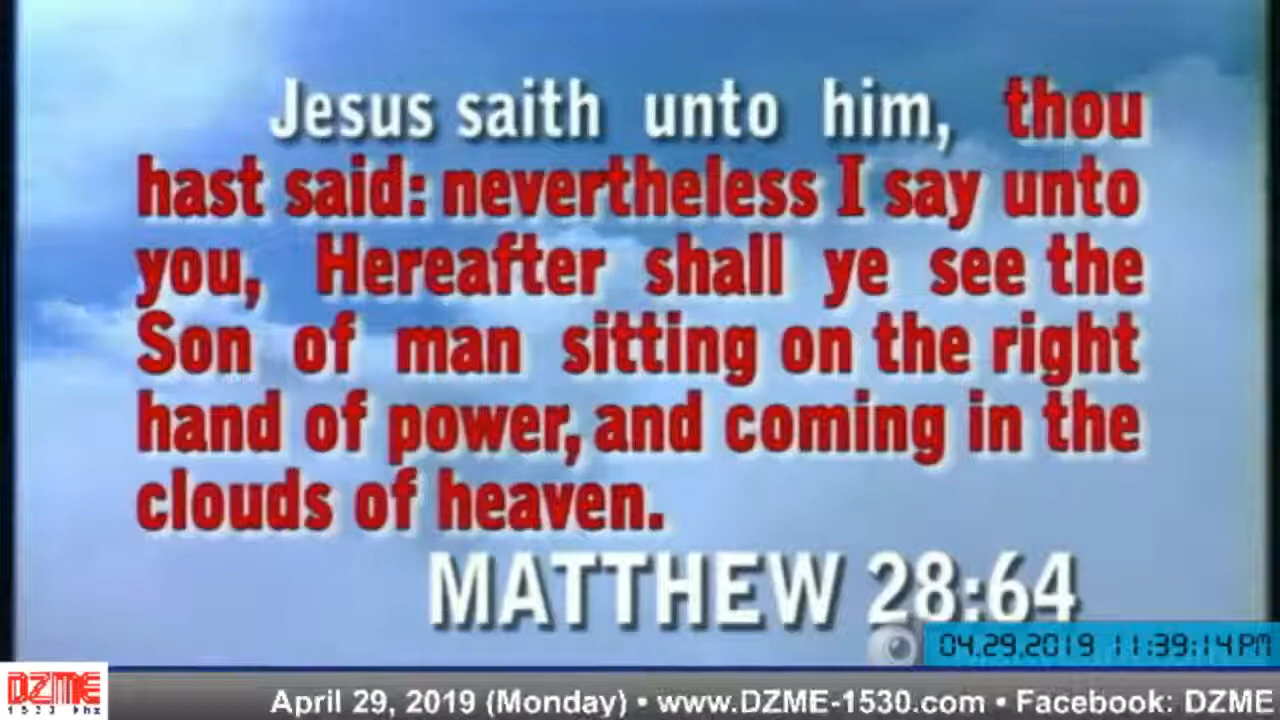 Jesus saith unto him, thou
hast said: nevertheless I say unto
you, Hereafter shall ye see the
Son of man sitting on the right
hand of power, and coming in the
clouds of heaven.
MATTHEW 28:64
04.29.2019 11:39:14PM
DZME
1530 khz
April 29, 2019 (Monday) • www.DZME-1530.com • Facebook: DZME